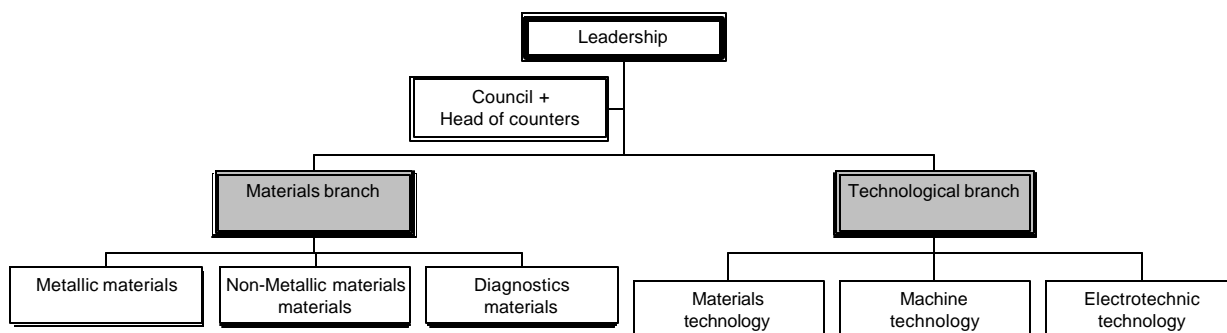 Leadership
Council +
Head of counters
Materials branch
Technological branch
Metallic materials
Non-Metallic materials
materials
Diagnostics
materials
Materials
technology
Machine
technology
Electrotechnic
technology